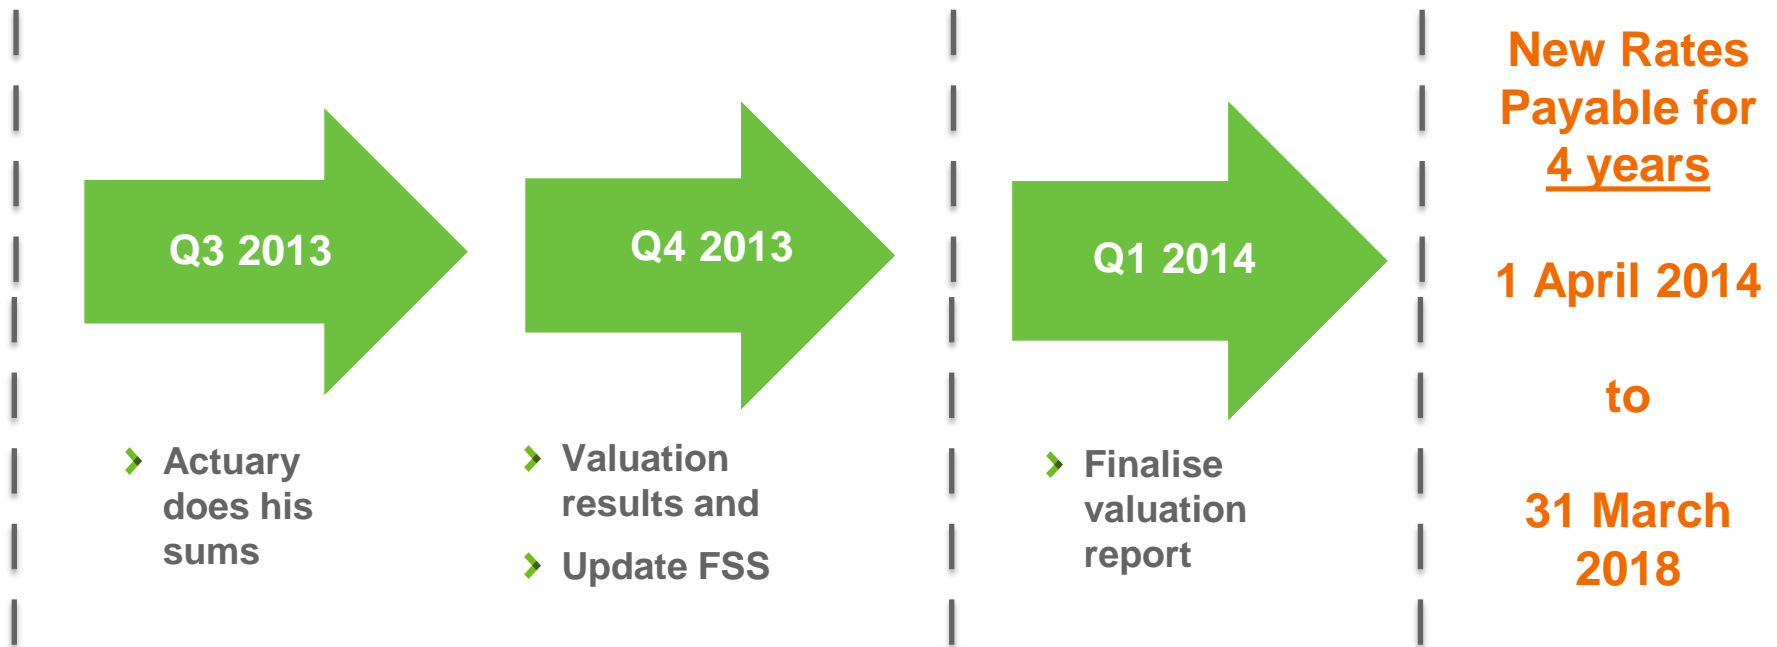 Q3 2013
Actuary
does his
sums
Q4 2013
Valuation
results and
Update FSS
Q1 2014
Finalise
valuation
report
New Rates
Payable for
4 years
1 April 2014
to
31 March
2018